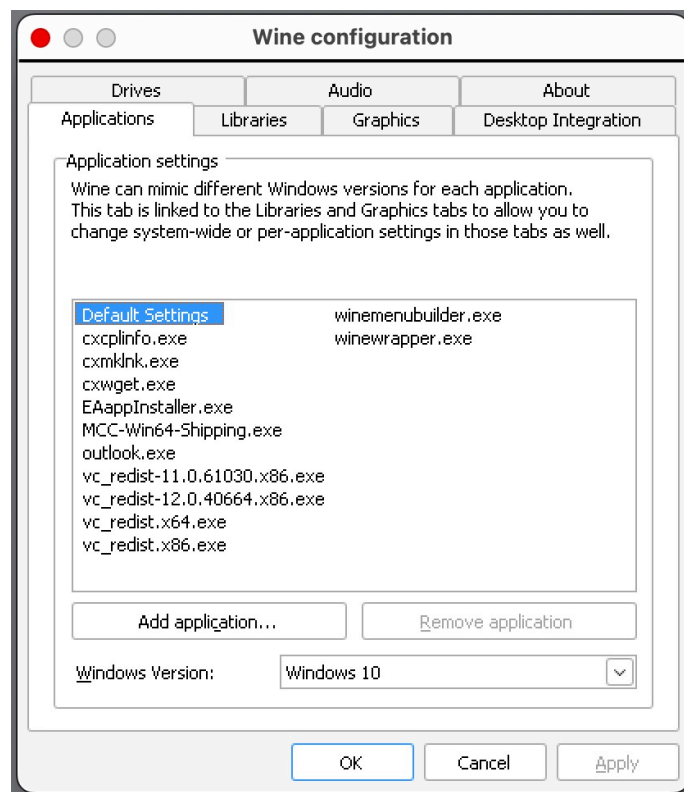 Wine configuration
Drives
Audio
About
Applications
Libraries
Graphics
Desktop Integration
Application settings
Wine can mimic different Windows versions for each application.
This tab is linked to the Libraries and Graphics tabs to allow you to
change system-wide or per-application settings in those tabs as well.
Default Settings
cxcplinfo.exe
cxmklnk.exe
cxwget.exe
EAappInstaller.exe
MCC-Win64-Shipping.exe
outlook.exe
vc_redist-11.0.61030.x86.exe
vc_redist-12.0.40664.x86.exe
vc_redist.x64.exe
vc_redist.x86.exe
winemenubuilder.exe
winewrapper.exe
Add application...
Remove application
Windows Version:
Windows 10
OK
Cancel
Apply